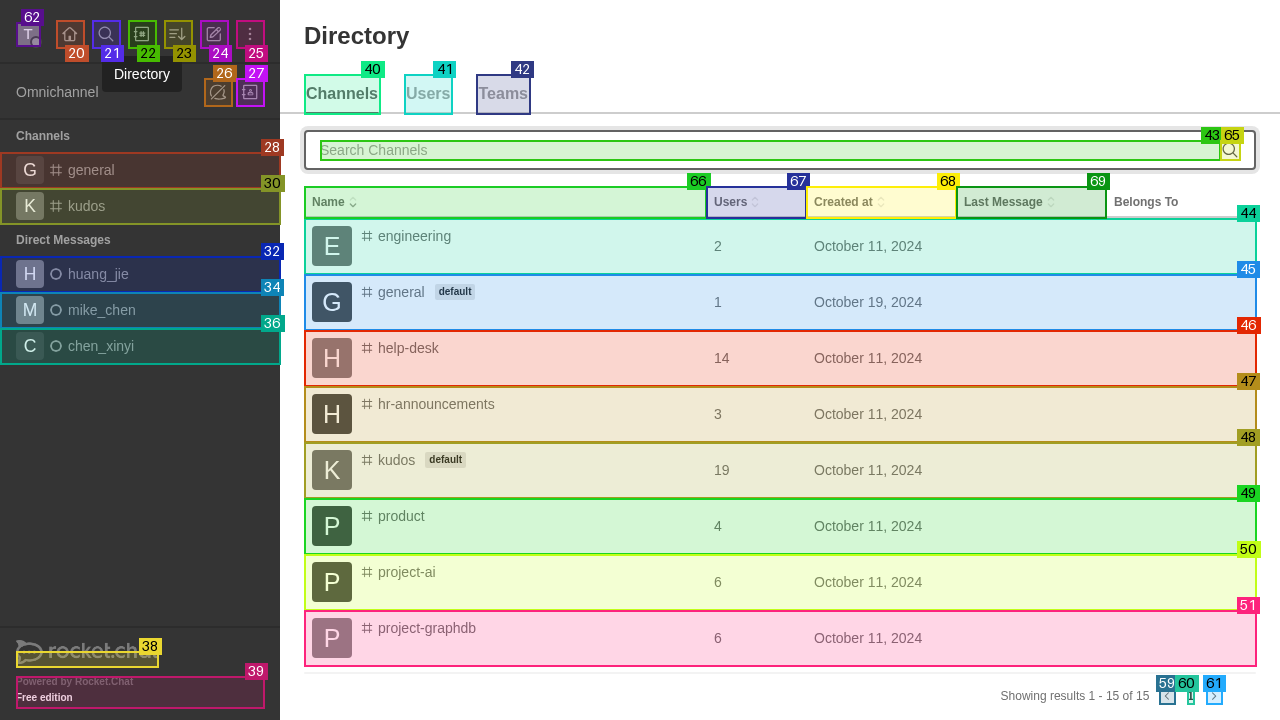 62
T
20
21
22
23
24
25
Directory
Omnichannel
26
27
Channels
28
G general
30
K kudos
Direct Messages
32
H huang_jie
34
M mike_chen
36
C chen_xinyi
38
rocket.chat
39
Powered by Rocket.Chat
Free edition
Directory
40
41
42
Channels
Users
Teams
43
65
Search Channels
66
67
68
69
Name
Users
Created at
Last Message
Belongs To
44
E engineering 2 October 11, 2024
45
G general default 1 October 19, 2024
46
H help-desk 14 October 11, 2024
47
H hr-announcements 3 October 11, 2024
48
K kudos default 19 October 11, 2024
49
P product 4 October 11, 2024
50
P project-ai 6 October 11, 2024
51
P project-graphdb 6 October 11, 2024
59
60
61
Showing results 1 - 15 of 15
1